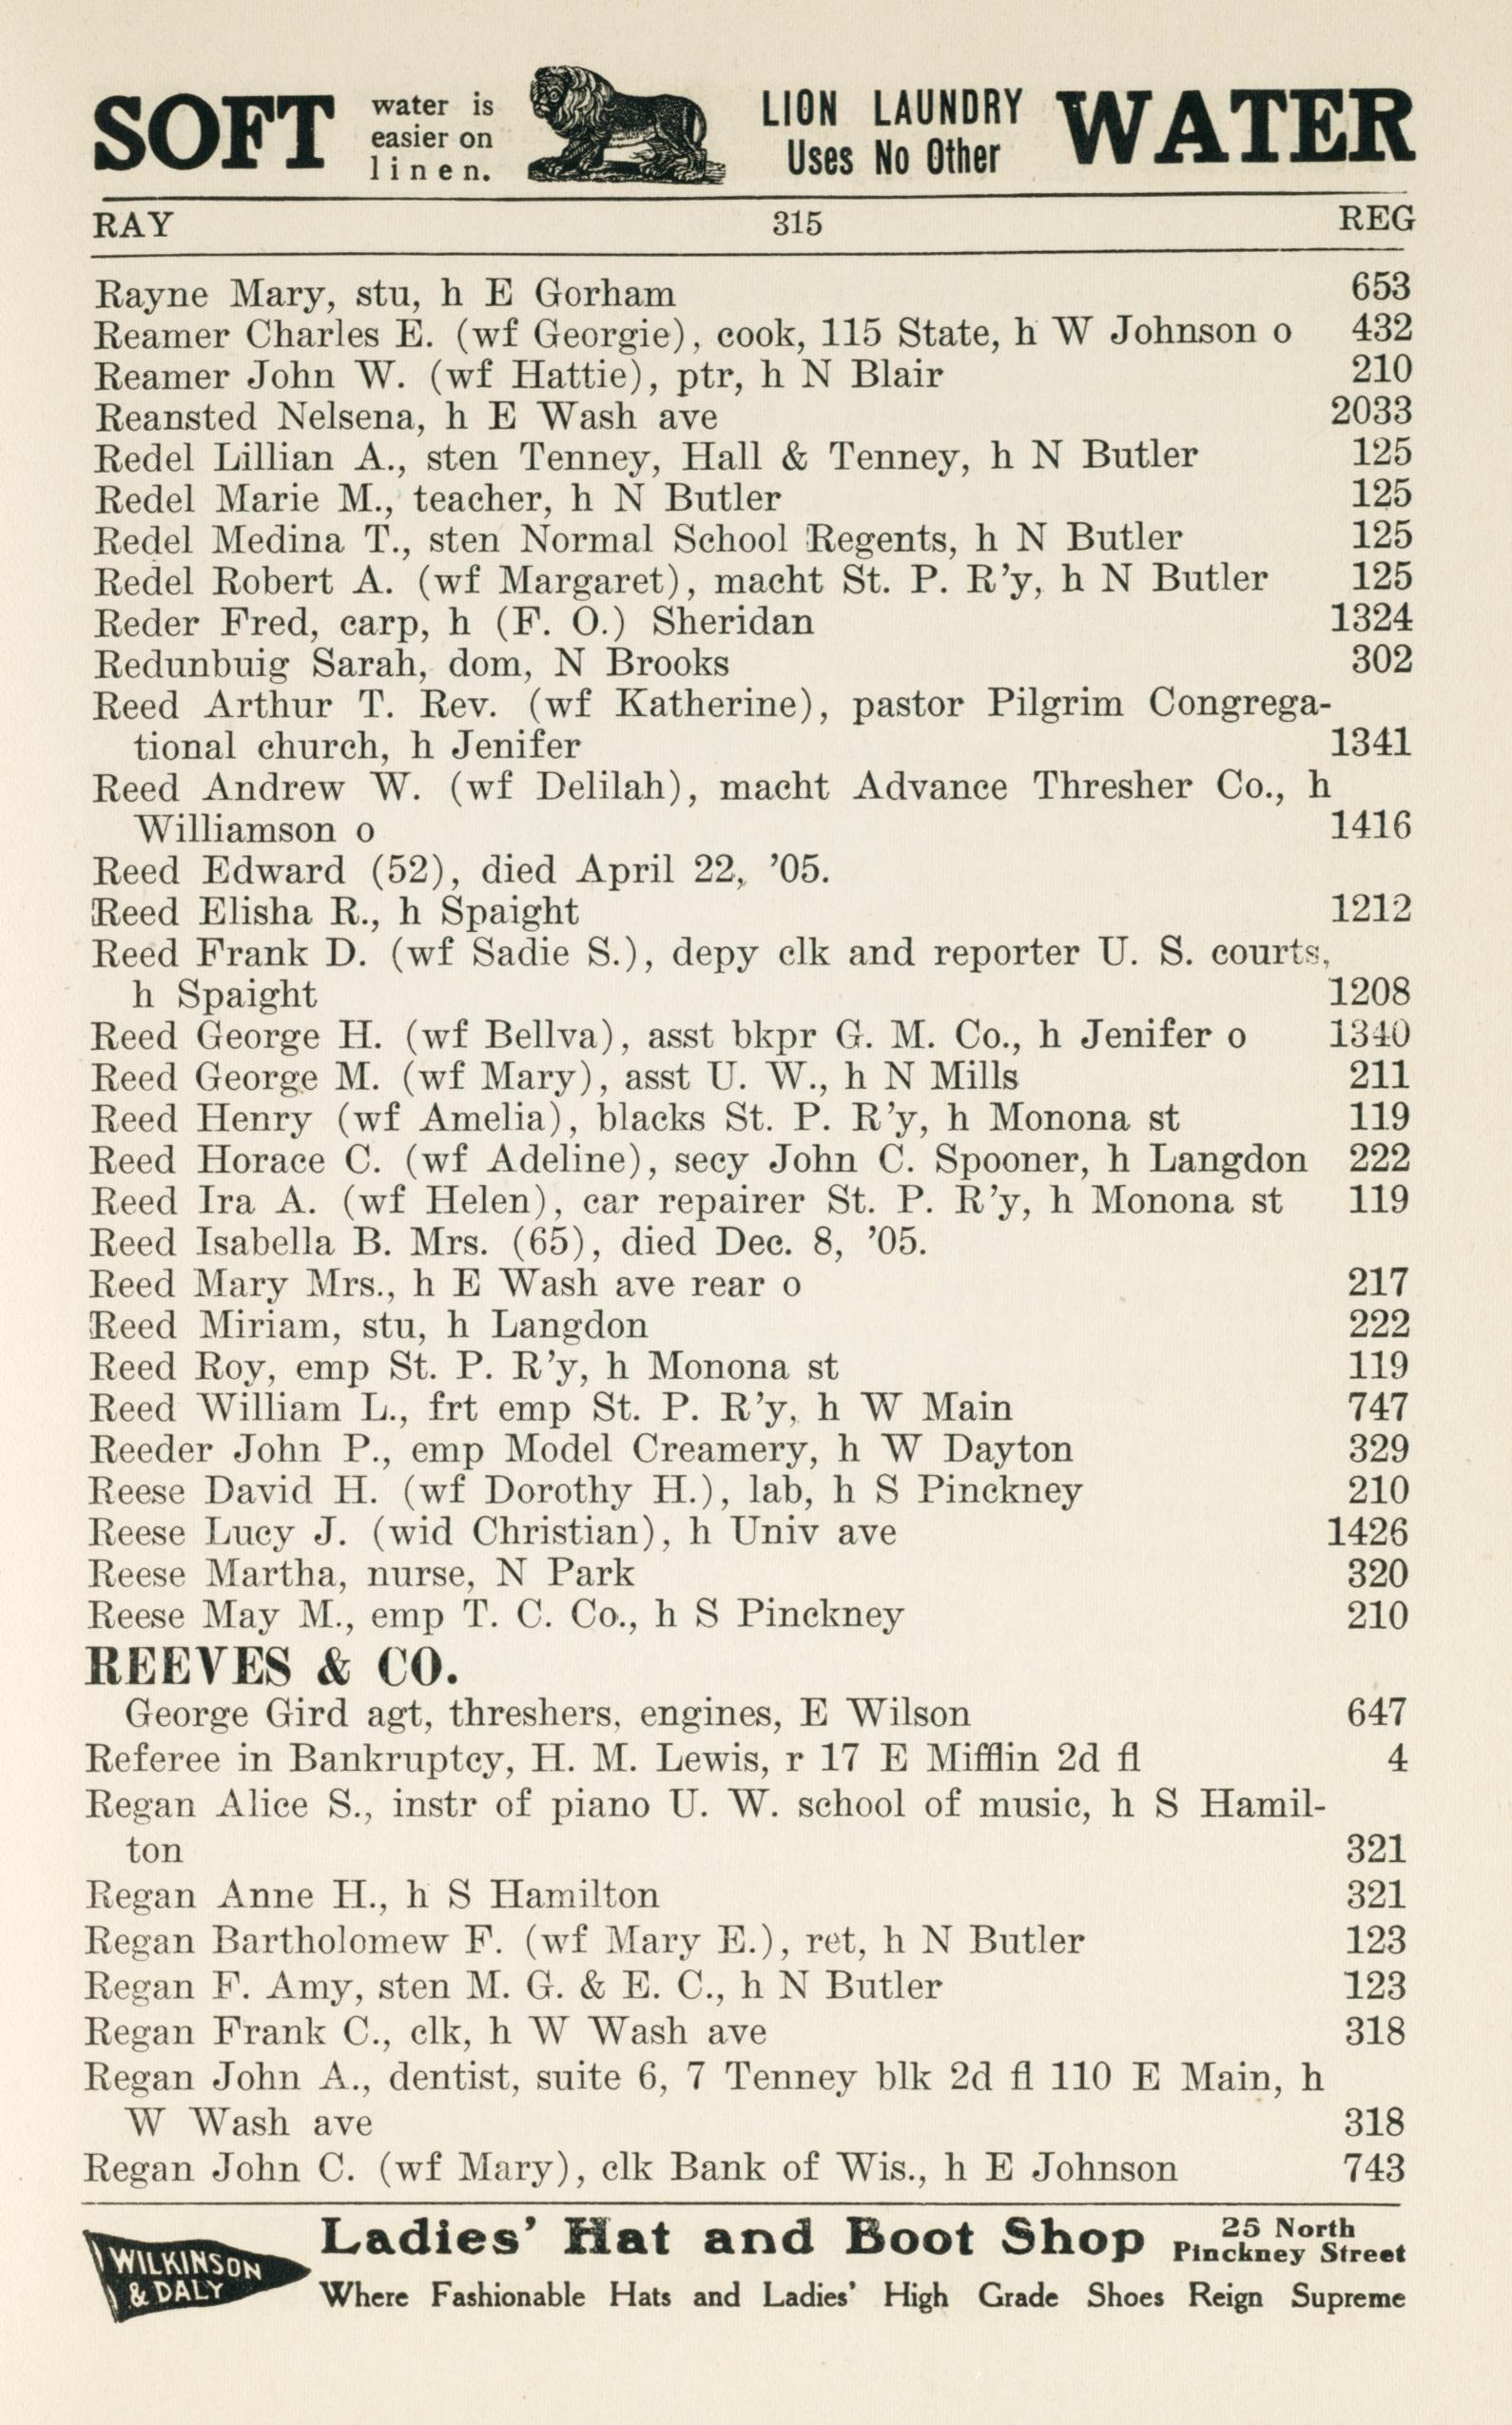 SOFT water is easier on linen. LION LAUNDRY Uses No Other WATER
RAY 315 REG
Rayne Mary, stu, h E Gorham 653
Reamer Charles E. (wf Georgie), cook, 115 State, h W Johnson o 432
Reamer John W. (wf Hattie), ptr, h N Blair 210
Reansted Nelsena, h E Wash ave 2033
Redel Lillian A., sten Tenney, Hall & Tenney, h N Butler 125
Redel Marie M., teacher, h N Butler 125
Redel Medina T., sten Normal School Regents, h N Butler 125
Redel Robert A. (wf Margaret), macht St. P. R'y, h N Butler 125
Reder Fred, carp, h (F. O.) Sheridan 1324
Redunbuig Sarah, dom, N Brooks 302
Reed Arthur T. Rev. (wf Katherine), pastor Pilgrim Congrega-
tional church, h Jenifer 1341
Reed Andrew W. (wf Delilah), macht Advance Thresher Co., h
Williamson o 1416
Reed Edward (52), died April 22, '05.
Reed Elisha R., h Spaight 1212
Reed Frank D. (wf Sadie S.), depy clk and reporter U. S. courts,
h Spaight 1208
Reed George H. (wf Bellva), asst bkpr G. M. Co., h Jenifer o 1340
Reed George M. (wf Mary), asst U. W., h N Mills 211
Reed Henry (wf Amelia), blacks St. P. R'y, h Monona st 119
Reed Horace C. (wf Adeline), secy John C. Spooner, h Langdon 222
Reed Ira A. (wf Helen), car repairer St. P. R'y, h Monona st 119
Reed Isabella B. Mrs. (65), died Dec. 8, '05.
Reed Mary Mrs., h E Wash ave rear o 217
Reed Miriam, stu, h Langdon 222
Reed Roy, emp St. P. R'y, h Monona st 119
Reed William L., frt emp St. P. R'y, h W Main 747
Reeder John P., emp Model Creamery, h W Dayton 329
Reese David H. (wf Dorothy H.), lab, h S Pinckney 210
Reese Lucy J. (wid Christian), h Univ ave 1426
Reese Martha, nurse, N Park 320
Reese May M., emp T. C. Co., h S Pinckney 210
REEVES & CO.
George Gird agt, threshers, engines, E Wilson 647
Referee in Bankruptcy, H. M. Lewis, r 17 E Mifflin 2d fl 4
Regan Alice S., instr of piano U. W. school of music, h S Hamil-
ton 321
Regan Anne H., h S Hamilton 321
Regan Bartholomew F. (wf Mary E.), ret, h N Butler 123
Regan F. Amy, sten M. G. & E. C., h N Butler 123
Regan Frank C., clk, h W Wash ave 318
Regan John A., dentist, suite 6, 7 Tenney blk 2d fl 110 E Main, h
W Wash ave 318
Regan John C. (wf Mary), clk Bank of Wis., h E Johnson 743
WILKINSON & DALY
Ladies' Hat and Boot Shop 25 North Pinckney Street
Where Fashionable Hats and Ladies' High Grade Shoes Reign Supreme